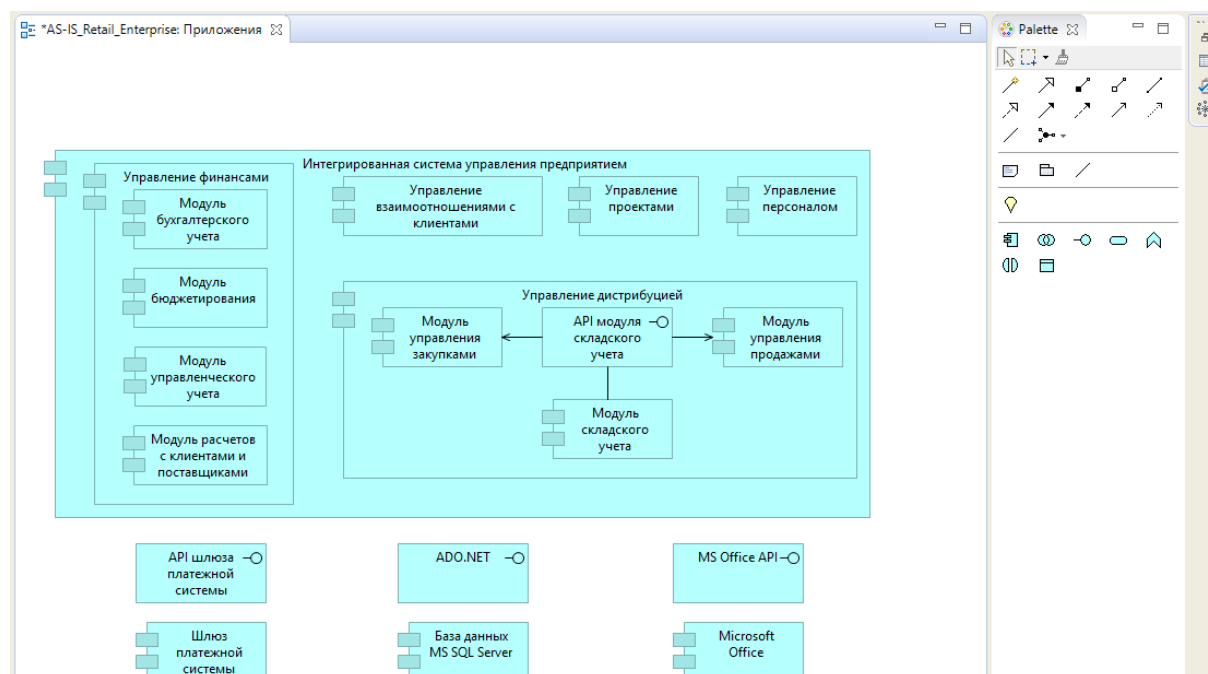 *AS-IS_Retail_Enterprise: Приложения
Palette
Интегрированная система управления предприятием
Управление финансами
Модуль
бухгалтерского
учета
Модуль
бюджетирования
Модуль
управленческого
учета
Модуль расчетов
с клиентами и
поставщиками
Управление
взаимоотношениями с
клиентами
Управление
проектами
Управление
персоналом
Управление дистрибуцией
Модуль
управления
закупками
API модуля
складского
учета
Модуль
управления
продажами
Модуль
складского
учета
API шлюза
платежной
системы
ADO.NET
MS Office API
Шлюз
платежной
системы
База данных
MS SQL Server
Microsoft
Office